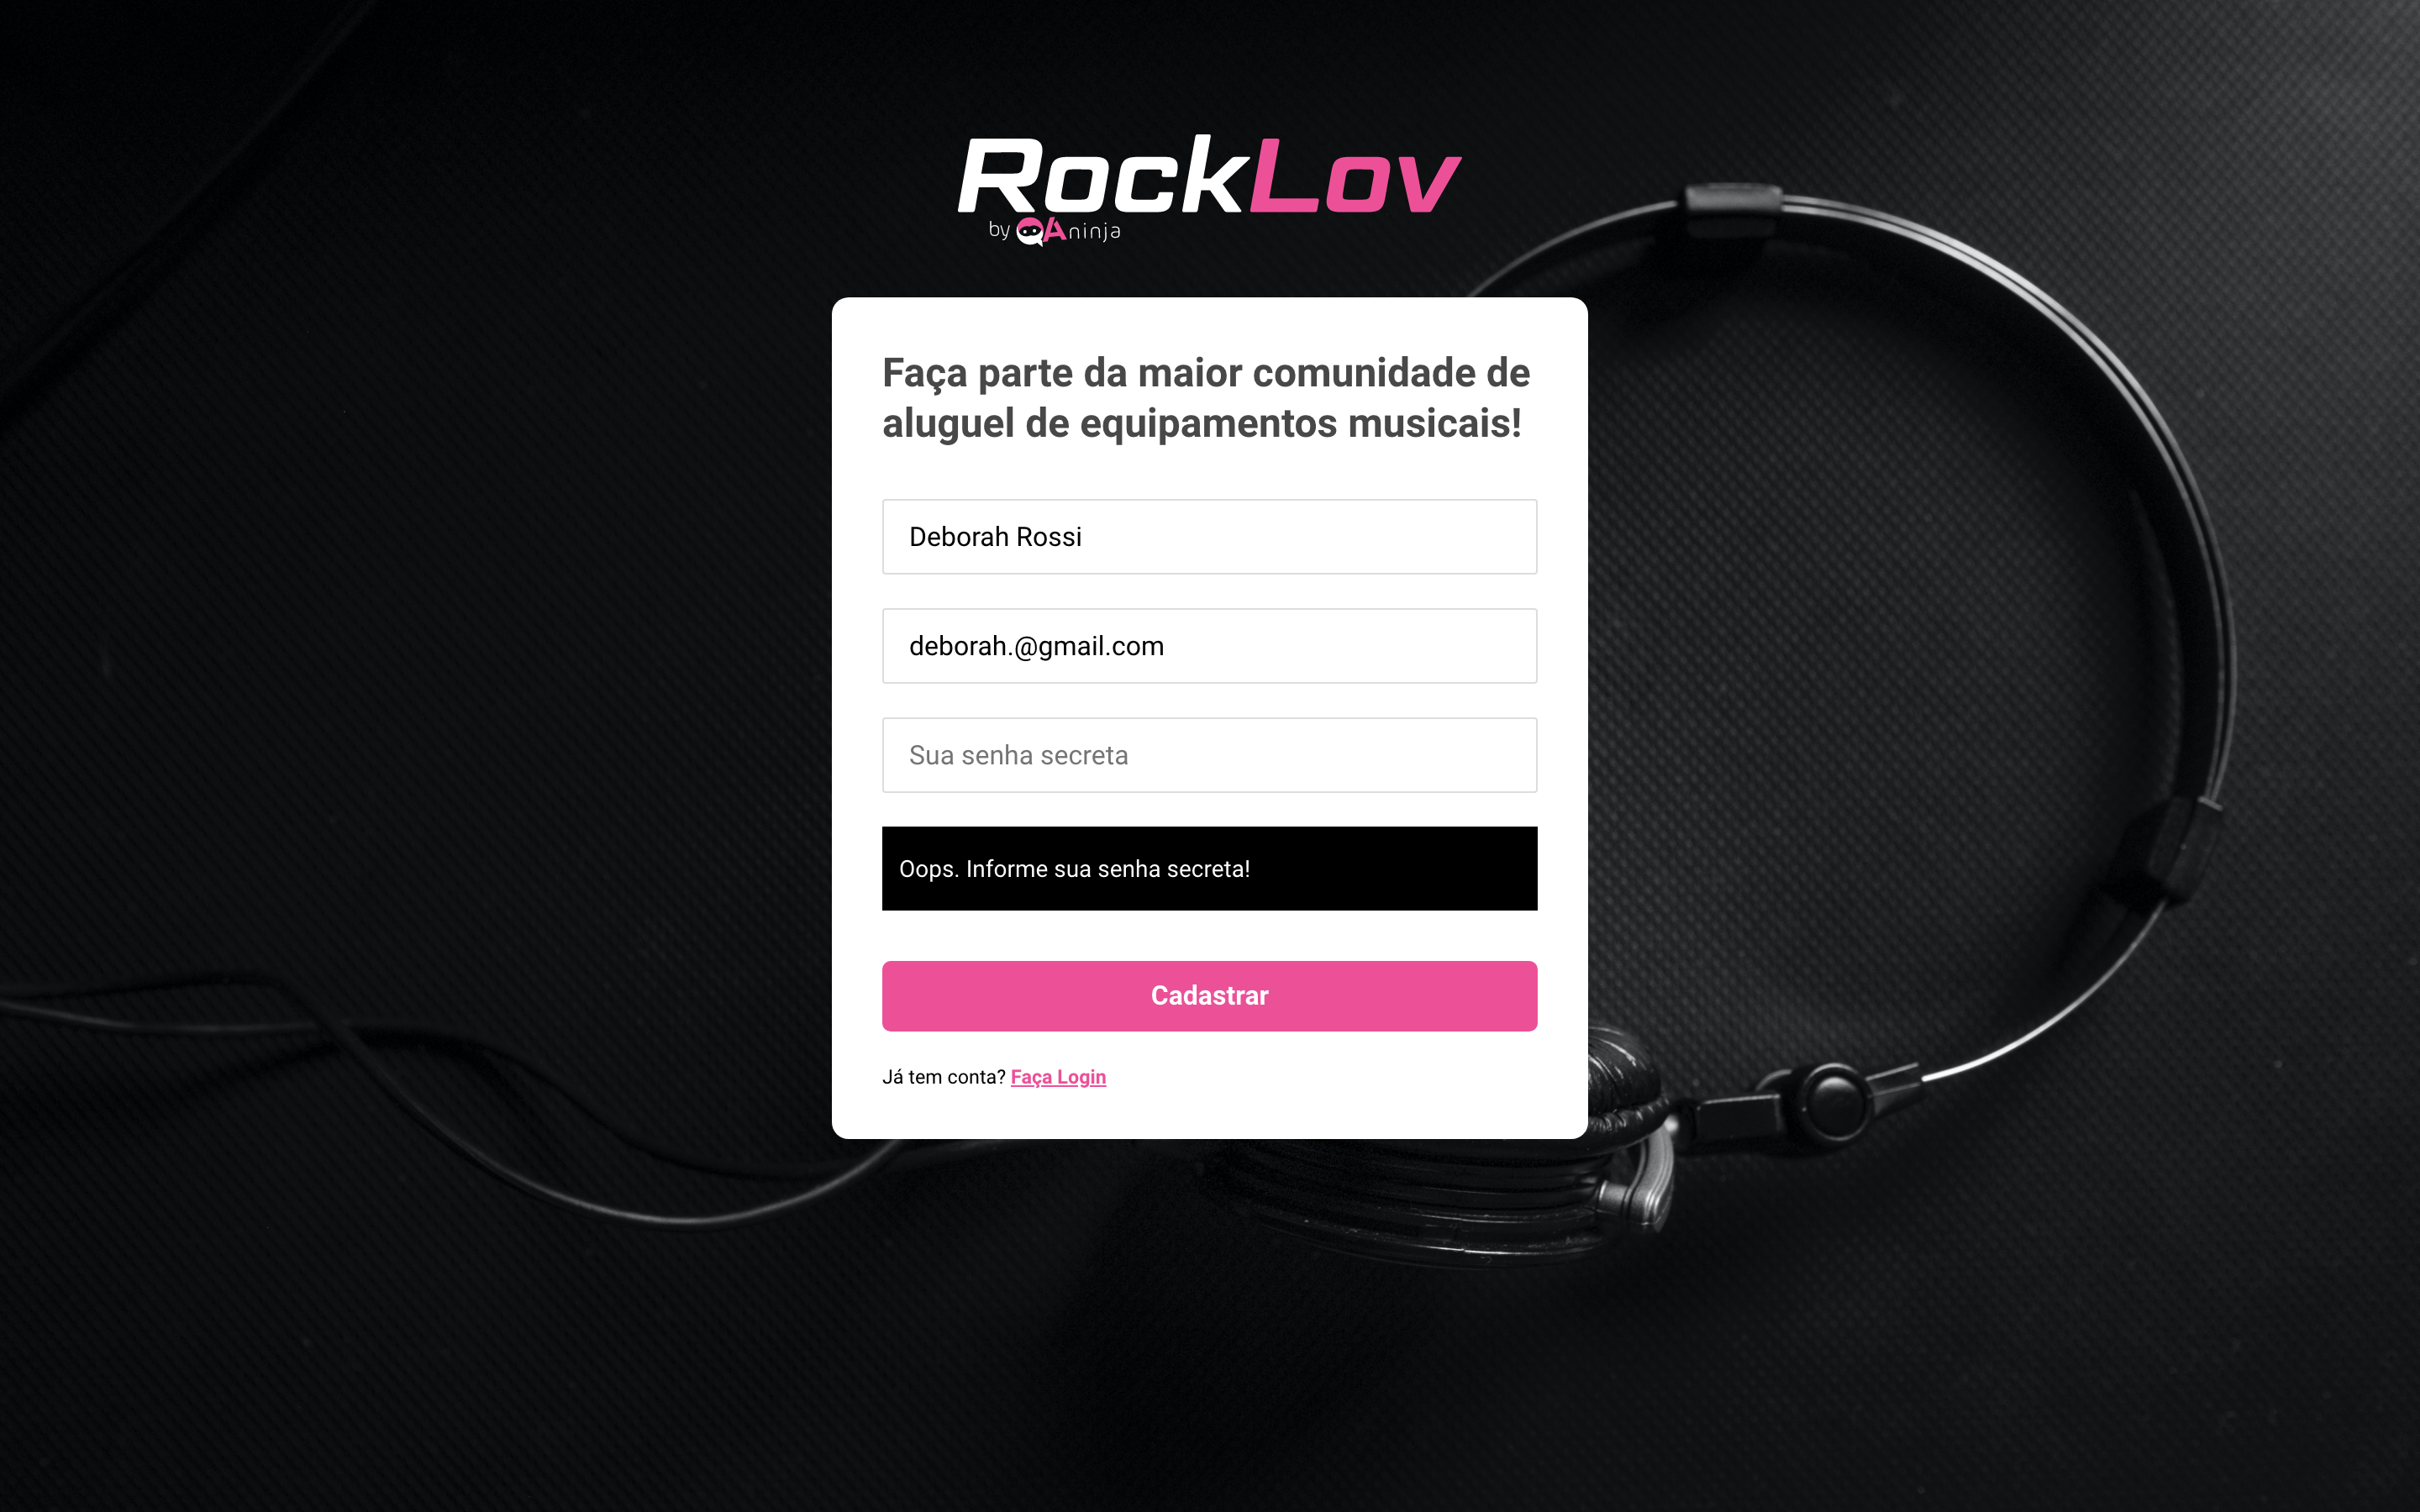 RockLov
by QAninja
Faça parte da maior comunidade de
aluguel de equipamentos musicais!
Deborah Rossi
deborah.@gmail.com
Sua senha secreta
Oops. Informe sua senha secreta!
Cadastrar
Já tem conta? Faça Login